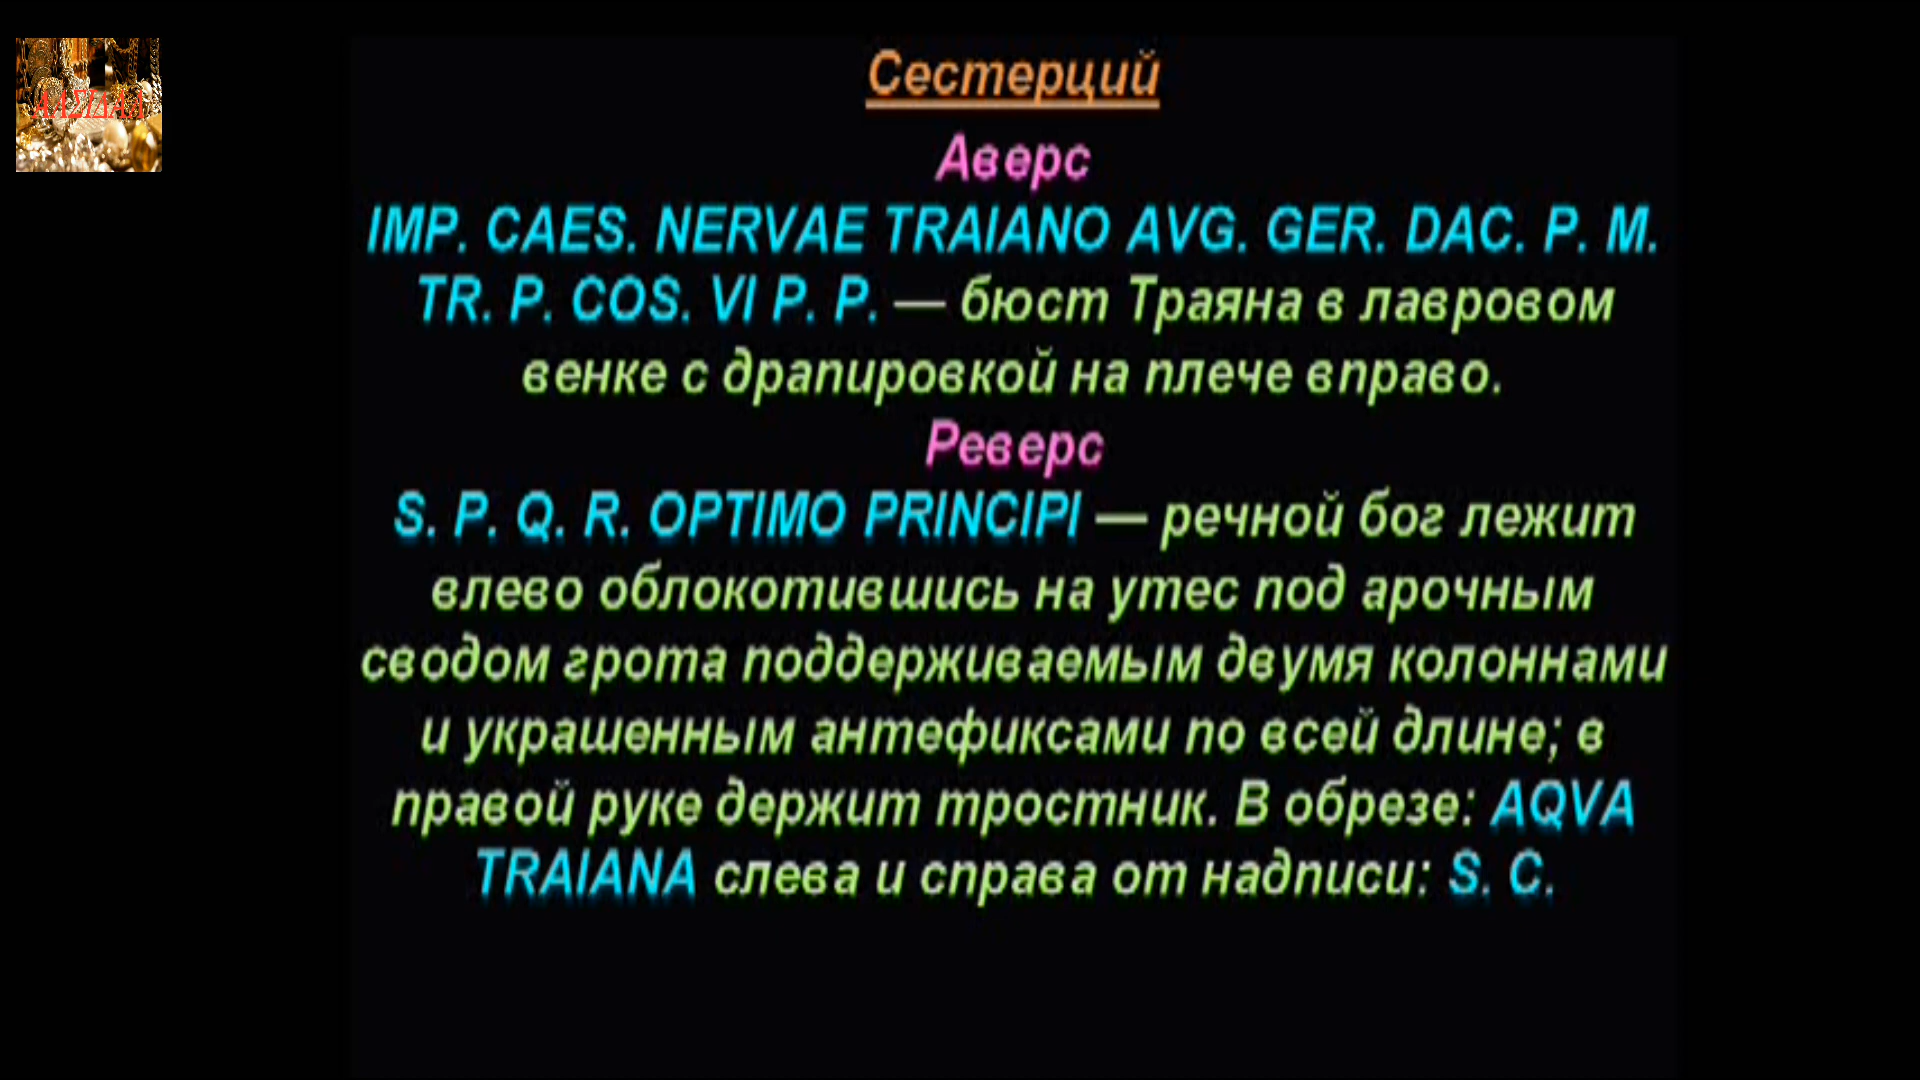 Сестерций
Аверс
IMP. CAES. NERVAE TRAIANO AVG. GER. DAC. P. M.
TR. P. COS. VI P. P. — бюст Траяна в лавровом
венке с драпировкой на плече вправо.
Реверс
S. P. Q. R. OPTIMO PRINCIPI — речной бог лежит
влево облокотившись на утес под арочным
сводом грота поддерживаемым двумя колоннами
и украшенным антефиксами по всей длине; в
правой руке держит тростник. В обрезе: AQVA
TRAIANA слева и справа от надписи: S. C.